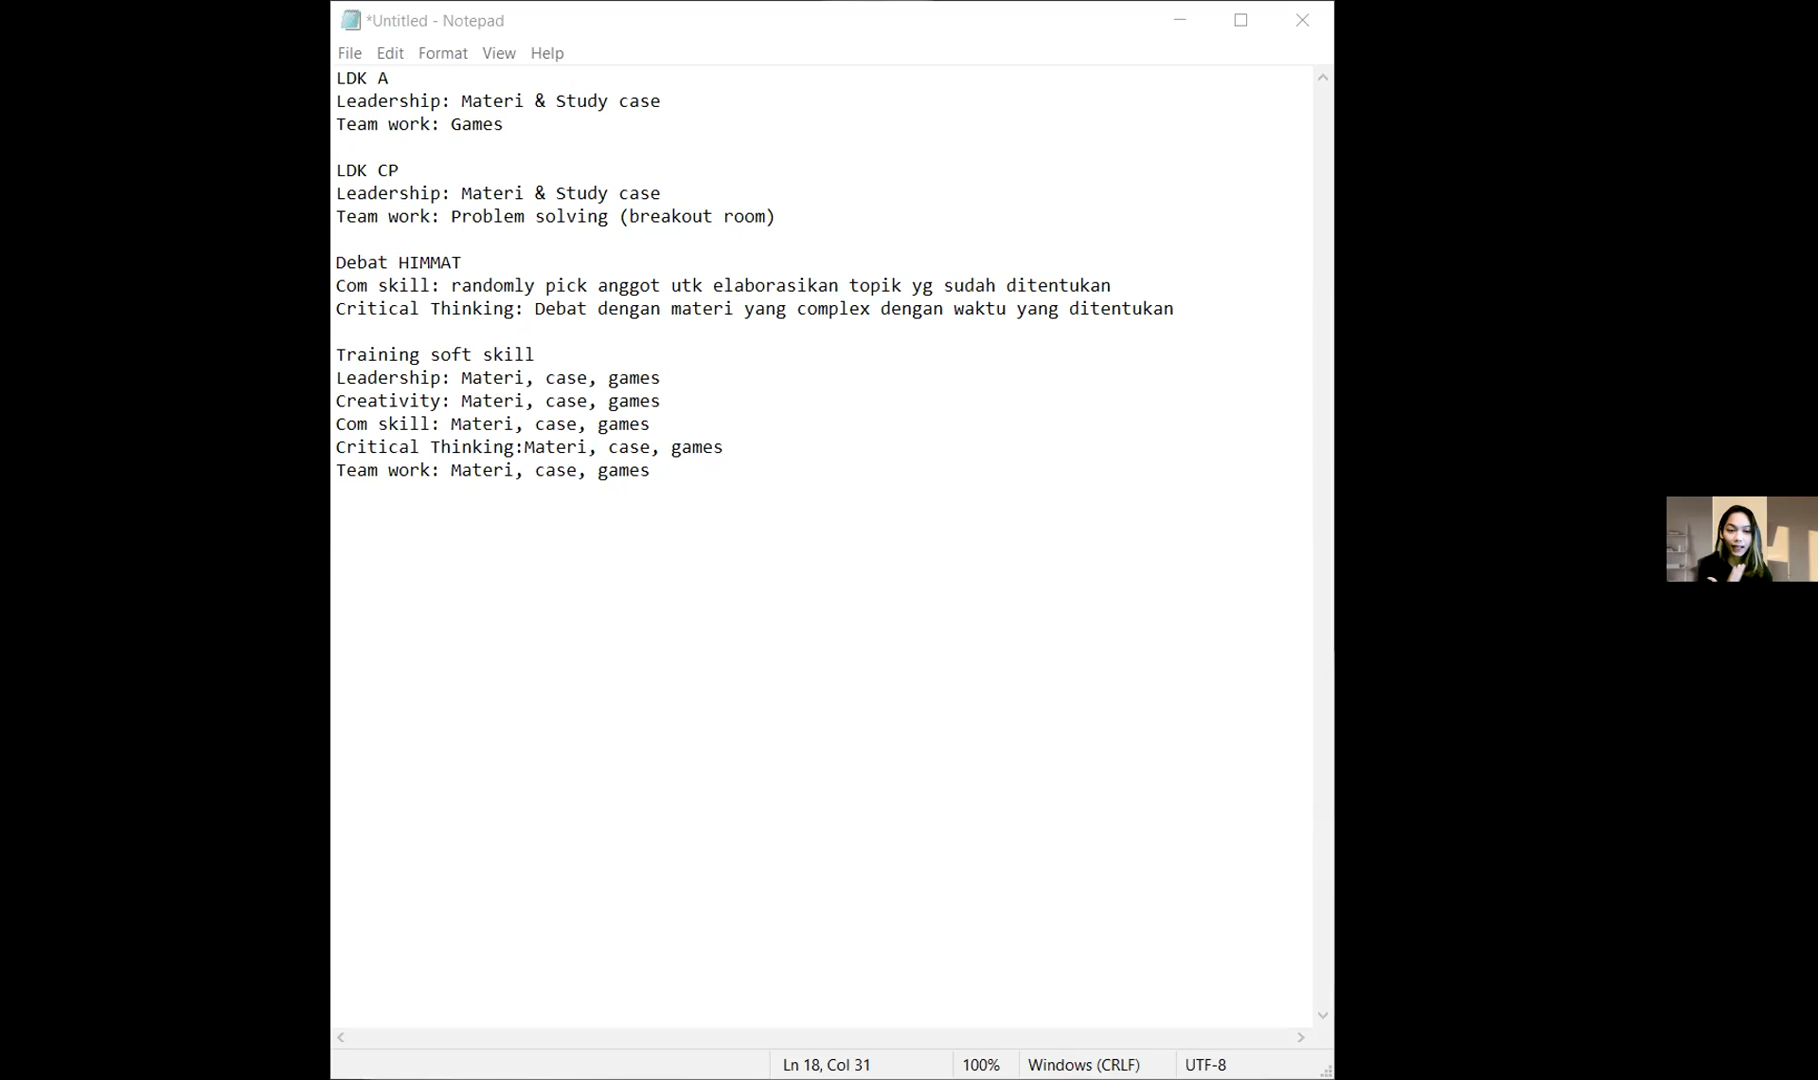 *Untitled - Notepad
File Edit Format View Help
LDK A
Leadership: Materi & Study case
Team work: Games
LDK CP
Leadership: Materi & Study case
Team work: Problem solving (breakout room)
Debat HIMMAT
Com skill: randomly pick anggot utk elaborasikan topik yg sudah ditentukan
Critical Thinking: Debat dengan materi yang complex dengan waktu yang ditentukan
Training soft skill
Leadership: Materi, case, games
Creativity: Materi, case, games
Com skill: Materi, case, games
Critical Thinking:Materi, case, games
Team work: Materi, case, games
Ln 18, Col 31 100% Windows (CRLF) UTF-8